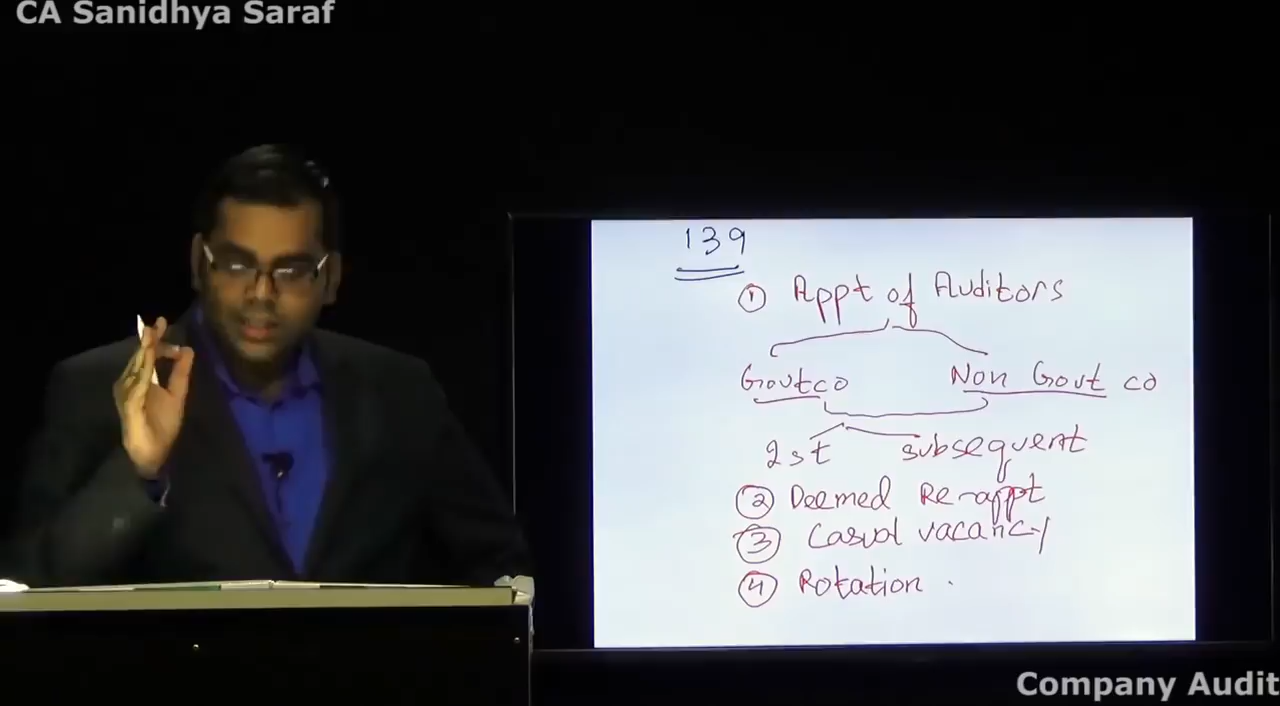 CA Sanidhya Saraf
139
① Appt of Auditors
Govt co Non Govt co
1st subsequent
② Deemed Re-appt
③ Casual vacancy
④ Rotation
Company Audit